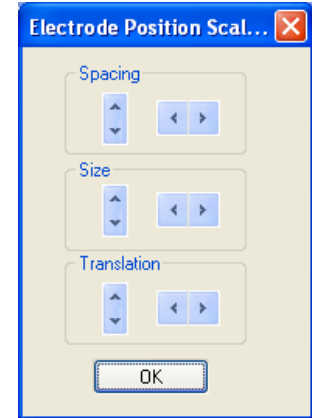 Electrode Position Scal...
Spacing
Size
Translation
OK